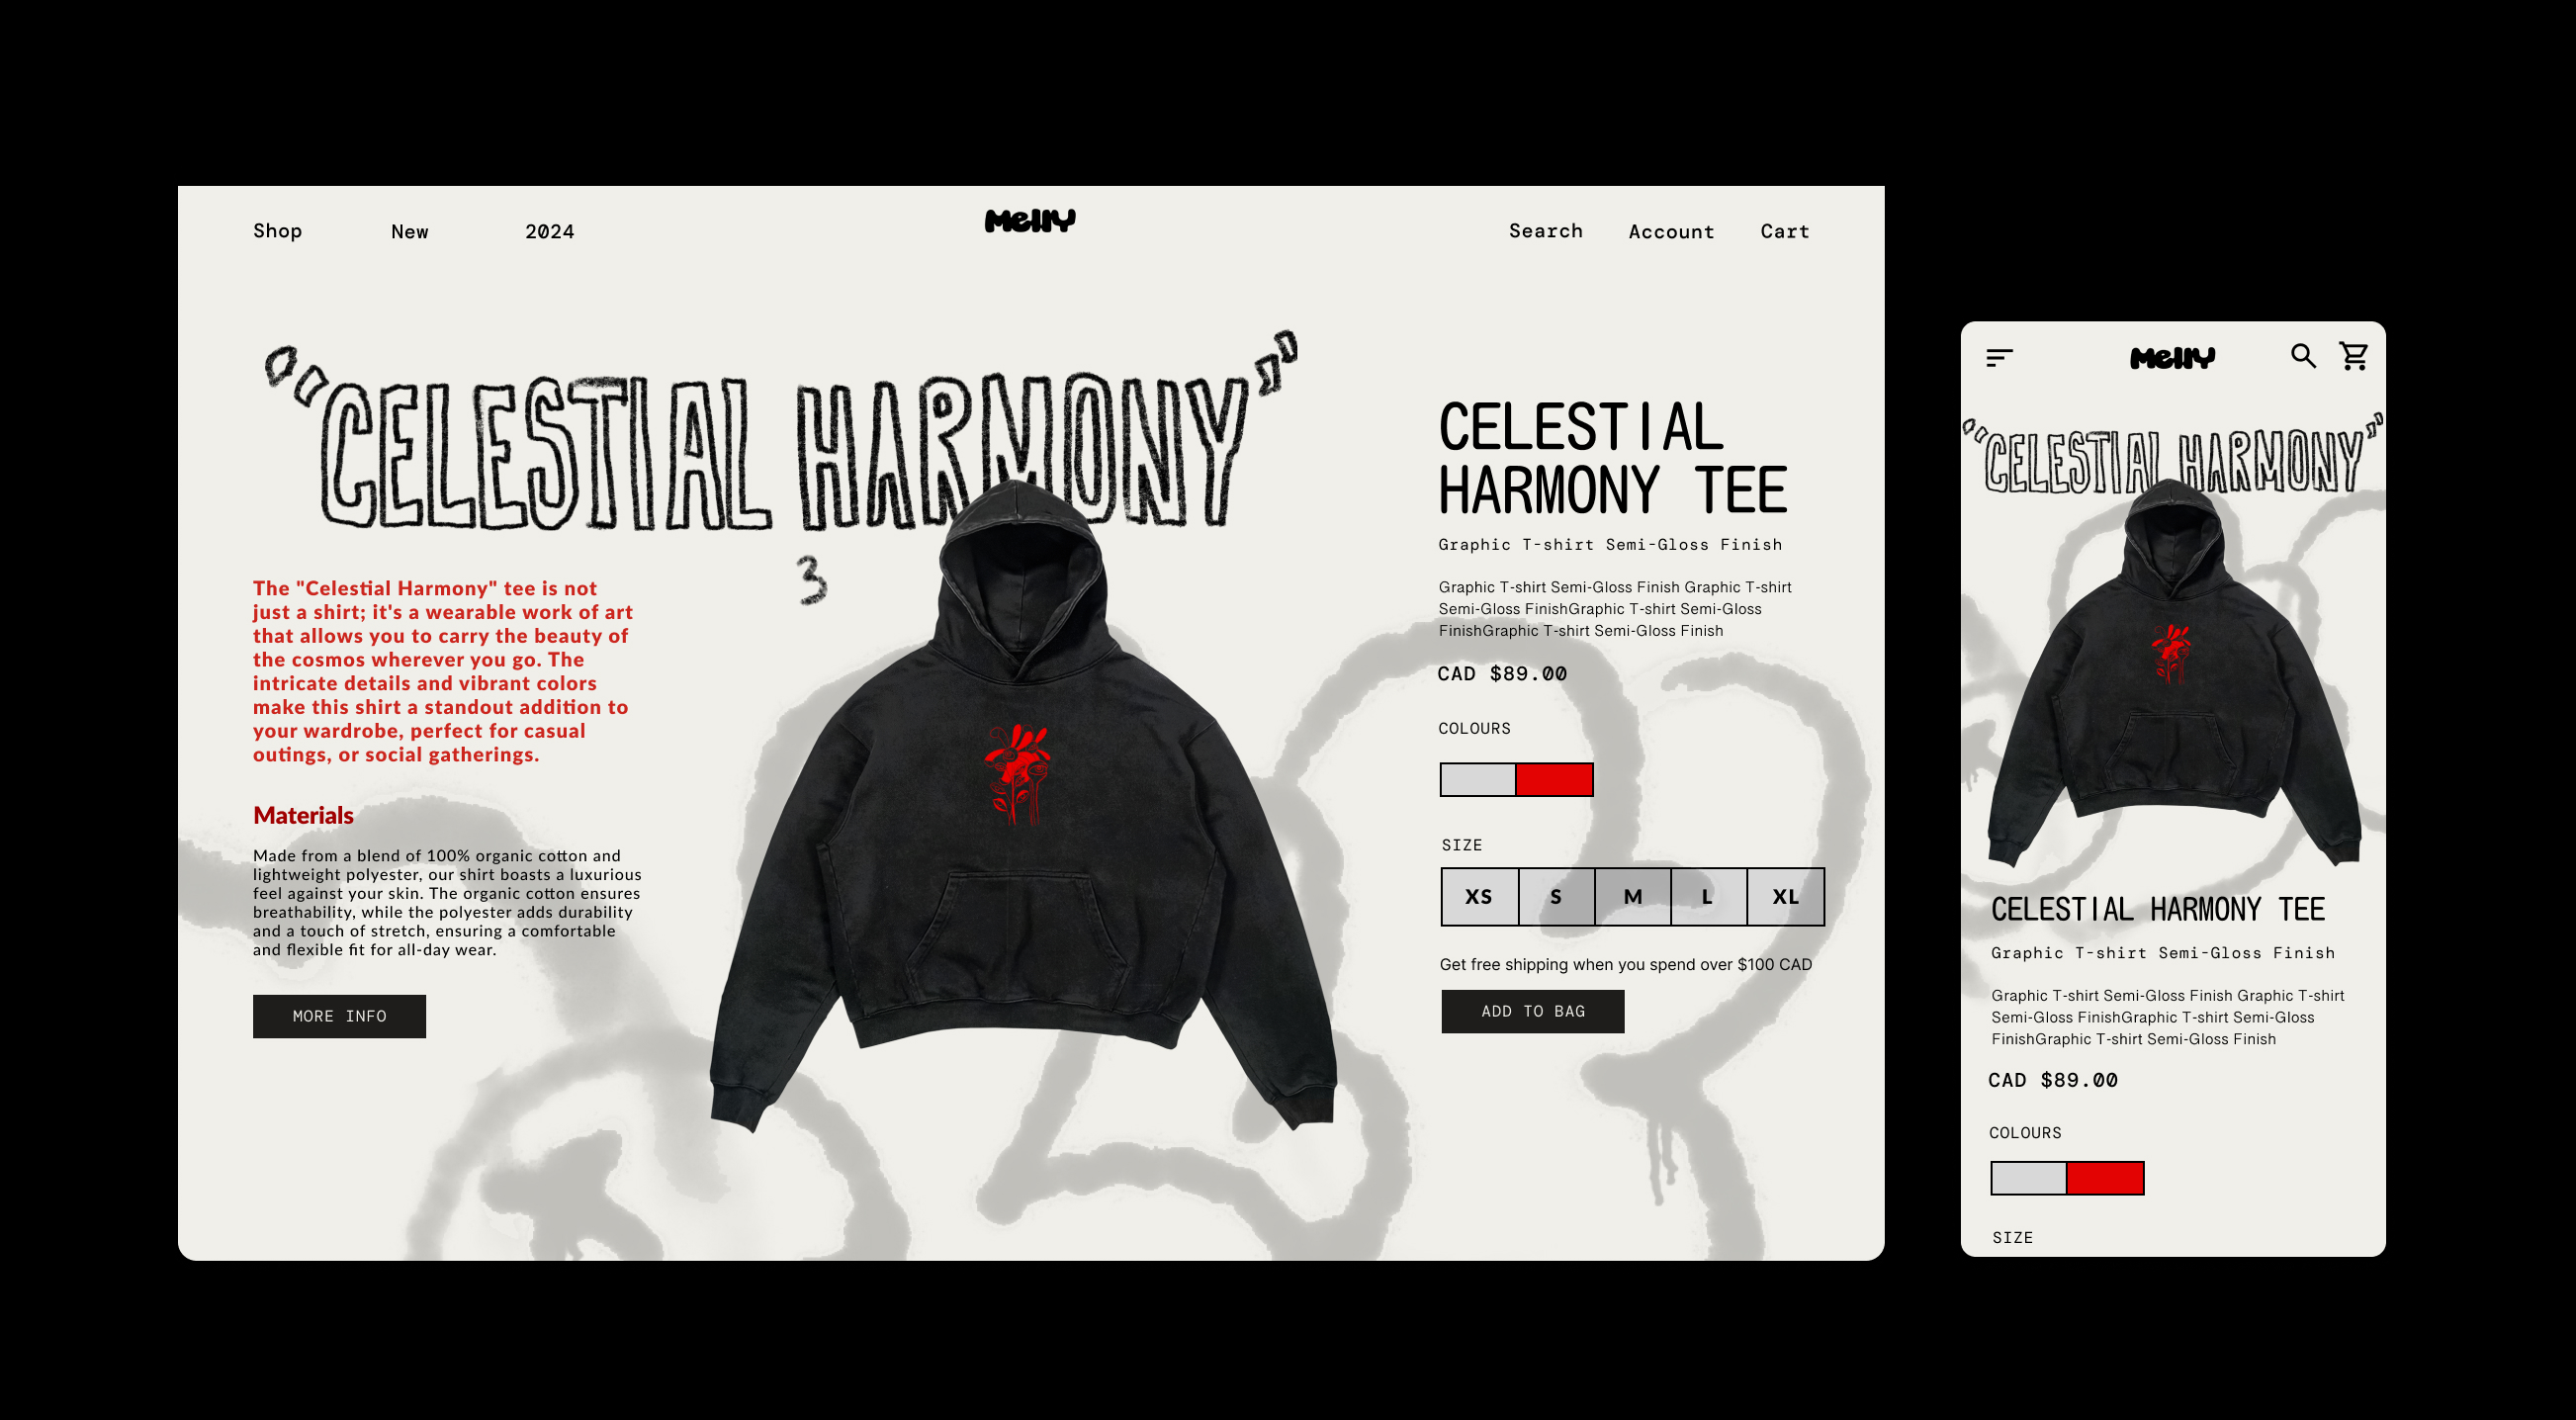 Shop New 2024 Melly Search Account Cart
"CELESTIAL HARMONY"
3
The "Celestial Harmony" tee is not
just a shirt; it's a wearable work of art
that allows you to carry the beauty of
the cosmos wherever you go. The
intricate details and vibrant colors
make this shirt a standout addition to
your wardrobe, perfect for casual
outings, or social gatherings.
Materials
Made from a blend of 100% organic cotton and
lightweight polyester, our shirt boasts a luxurious
feel against your skin. The organic cotton ensures
breathability, while the polyester adds durability
and a touch of stretch, ensuring a comfortable
and flexible fit for all-day wear.
MORE INFO
CELESTIAL
HARMONY TEE
Graphic T-shirt Semi-Gloss Finish
Graphic T-shirt Semi-Gloss Finish Graphic T-shirt
Semi-Gloss FinishGraphic T-shirt Semi-Gloss
FinishGraphic T-shirt Semi-Gloss Finish
CAD $89.00
COLOURS
SIZE
XS S M L XL
Get free shipping when you spend over $100 CAD
ADD TO BAG
Melly
"CELESTIAL HARMONY"
CELESTIAL HARMONY TEE
Graphic T-shirt Semi-Gloss Finish
Graphic T-shirt Semi-Gloss Finish Graphic T-shirt
Semi-Gloss FinishGraphic T-shirt Semi-Gloss
FinishGraphic T-shirt Semi-Gloss Finish
CAD $89.00
COLOURS
SIZE